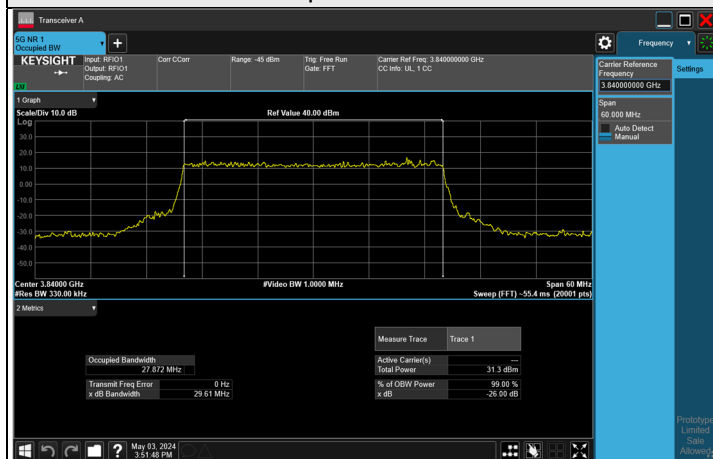 Transceiver A
5G NR 1
Occupied BW
Frequency
KEYSIGHT
Input: RFIO1
Output: RFIO1
Coupling: AC
Corr CCorr
Range: -45 dBm
Trig: Free Run
Gate: FFT
Carrier Ref Freq: 3.840000000 GHz
CC Info: UL, 1 CC
LXI
Carrier Reference
Frequency
3.840000000 GHz
Settings
Span
60.000 MHz
Auto Detect
Manual
1 Graph
Scale/Div 10.0 dB
Ref Value 40.00 dBm
Log
30.0
20.0
10.0
0.00
-10.0
-20.0
-30.0
-40.0
-50.0
Center 3.84000 GHz
#Video BW 1.0000 MHz
Span 60 MHz
#Res BW 330.00 kHz
Sweep (FFT) ~55.4 ms (20001 pts)
2 Metrics
Measure Trace
Trace 1
Occupied Bandwidth
27.872 MHz
Active Carrier(s)
---
Total Power
31.3 dBm
Transmit Freq Error
0 Hz
% of OBW Power
99.00 %
x dB Bandwidth
29.61 MHz
x dB
-26.00 dB
Prototype
Limited
Sale
Allowed
May 03, 2024
3:51:48 PM